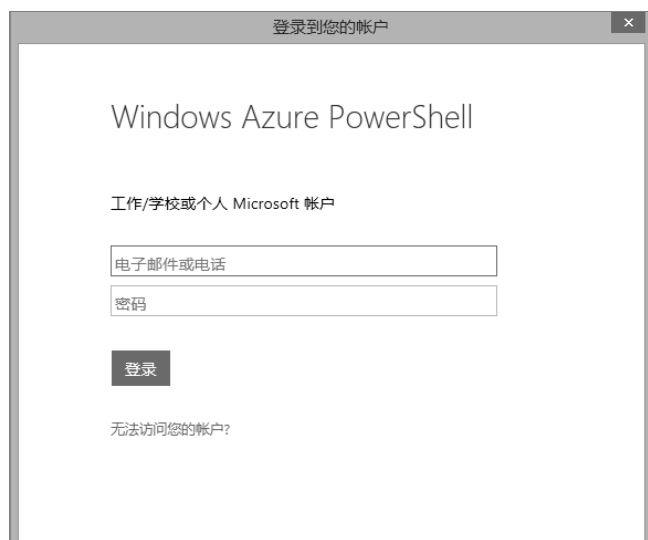 登录到您的帐户
Windows Azure PowerShell
工作/学校或个人 Microsoft 帐户
电子邮件或电话
密码
登录
无法访问您的帐户?